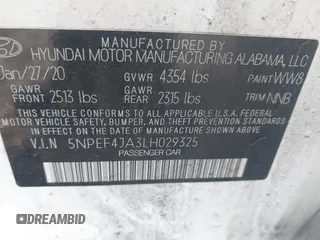 MANUFACTURED BY
HYUNDAI MOTOR MANUFACTURING ALABAMA, LLC
Jan/27/20 GVWR 4354 lbs PAINT WW8
GAWR FRONT 2513 lbs GAWR REAR 2315 lbs TRIM NNB
THIS VEHICLE CONFORMS TO ALL APPLICABLE
FEDERAL MOTOR VEHICLE SAFETY, BUMPER, AND
THEFT PREVENTION STANDARDS IN EFFECT ON
THE DATE OF MANUFACTURE SHOWN ABOVE.
V.I.N 5NPEF4JA3LH029325
PASSENGER CAR